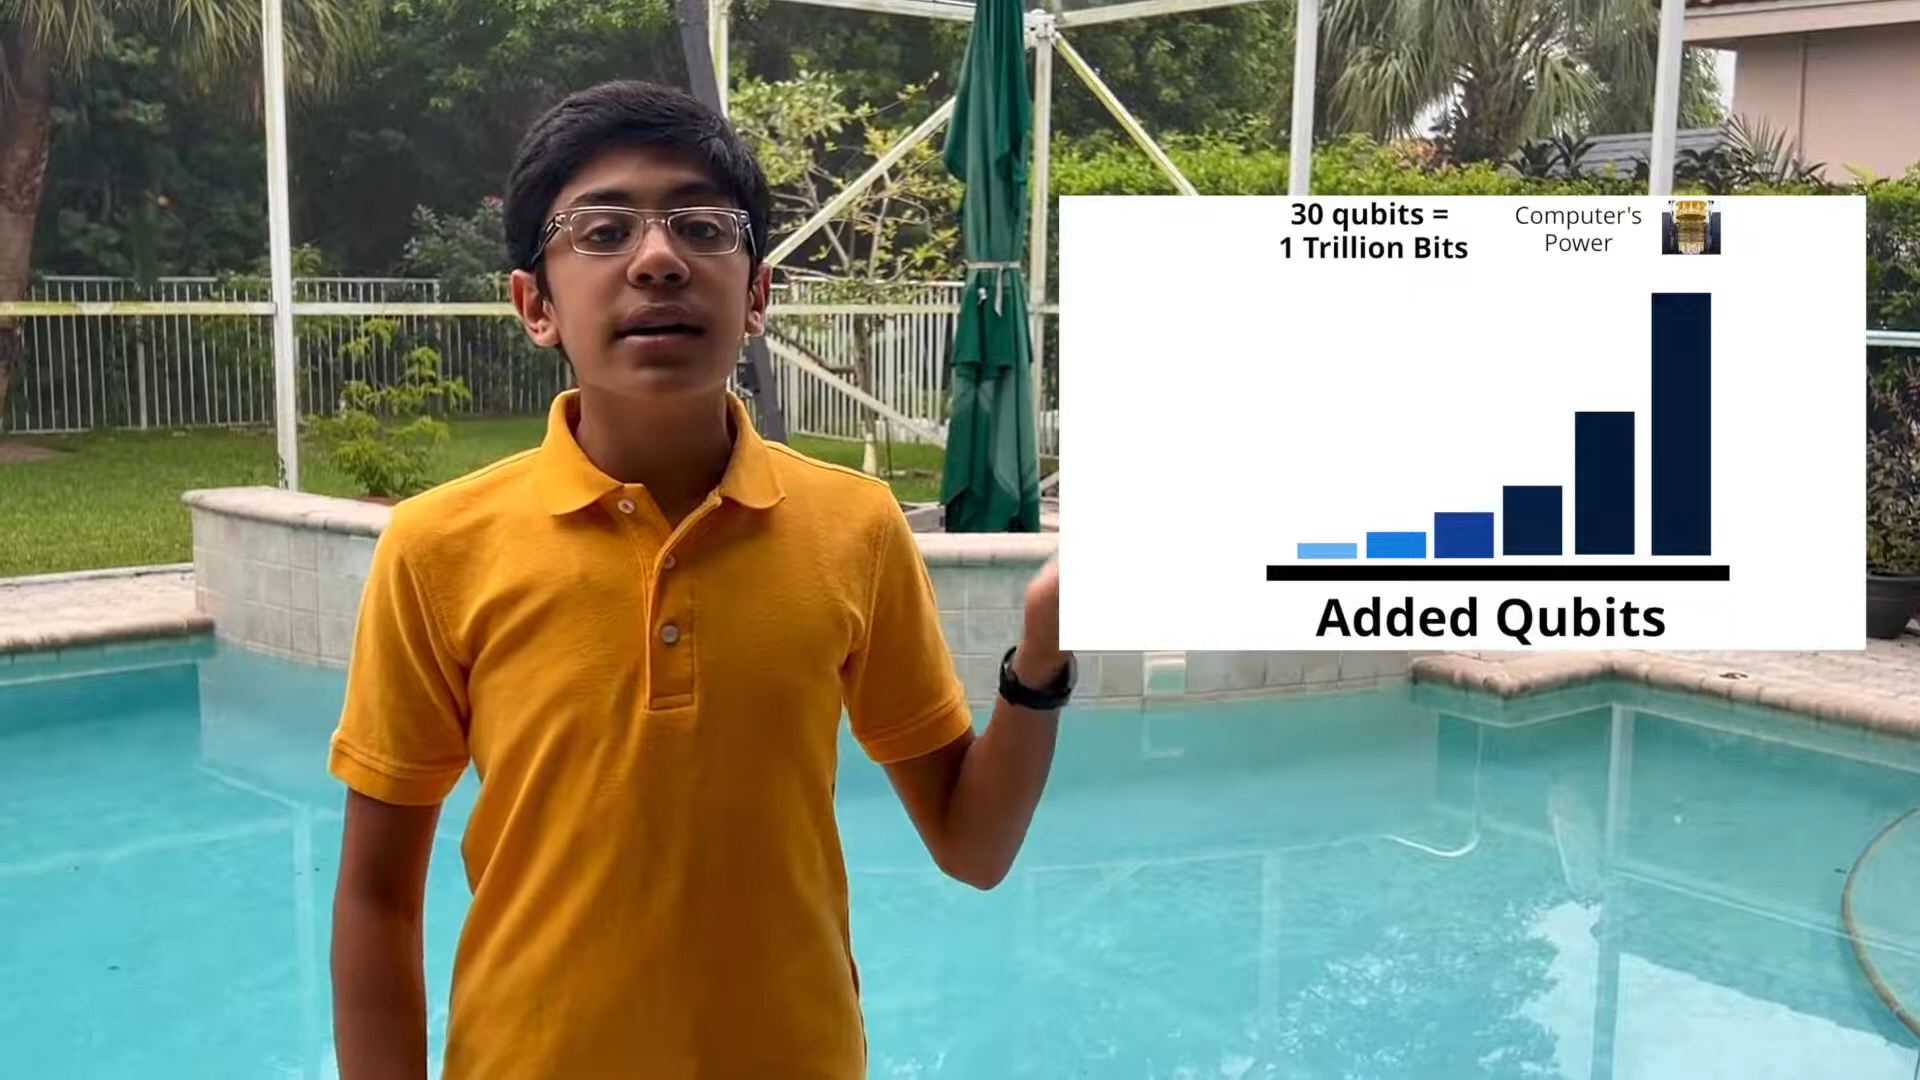 30 qubits =
1 Trillion Bits
Computer's
Power
Added Qubits